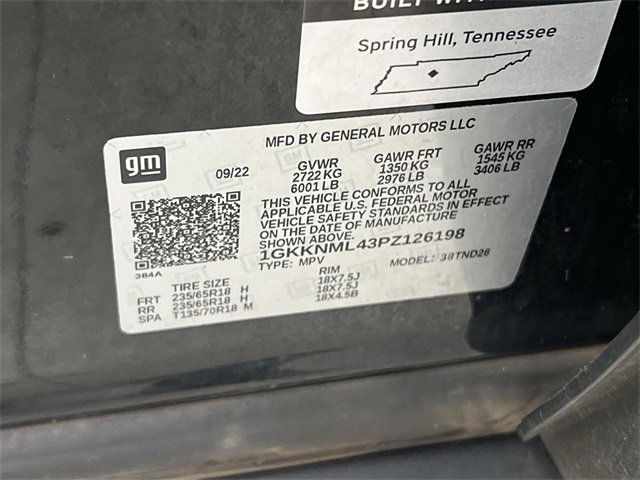 BUILT WITH
Spring Hill, Tennessee
gm
MFD BY GENERAL MOTORS LLC
09/22 GVWR GAWR FRT GAWR RR
2722 KG 1350 KG 1545 KG
6001 LB 2976 LB 3406 LB
THIS VEHICLE CONFORMS TO ALL
APPLICABLE U.S. FEDERAL MOTOR
VEHICLE SAFETY STANDARDS IN EFFECT
ON THE DATE OF MANUFACTURE
SHOWN ABOVE.
1GKKNML43PZ126198
TYPE: MPV MODEL: 38TND26
3B4A
TIRE SIZE RIM
FRT 235/65R18 H 18X7.5J
RR 235/65R18 H 18X7.5J
SPA T135/70R18 M 18X4.5B